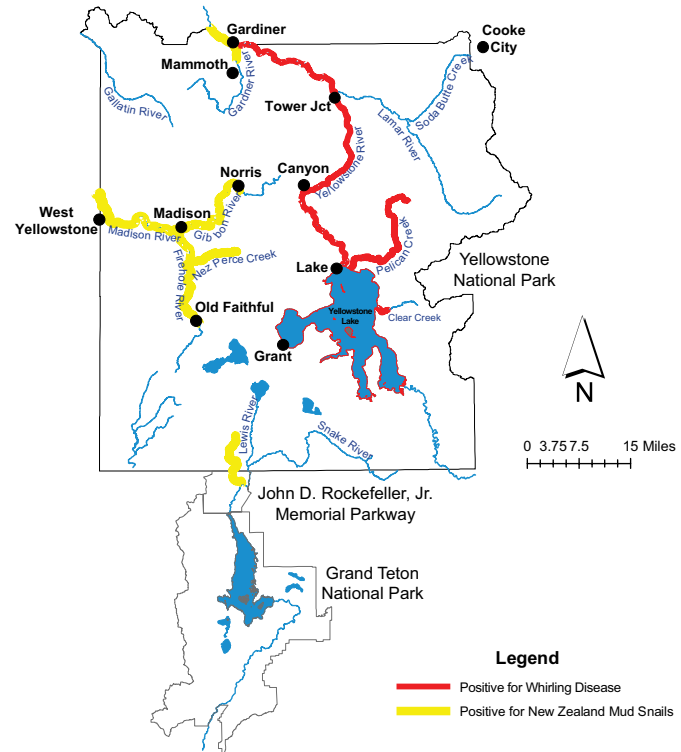 Gardiner
Cooke
City
Mammoth
Gallatin River
Gardner River
Tower Jct
Soda Butte Creek
Lamar River
Norris
Canyon
Yellowstone River
West
Yellowstone
Madison
Gibbon River
Madison River
Firehole River
Nez Perce Creek
Pelican Creek
Lake
Yellowstone
National Park
Old Faithful
Yellowstone
Lake
Clear Creek
Grant
N
Lewis River
Snake River
0 3.75 7.5 15 Miles
John D. Rockefeller, Jr.
Memorial Parkway
Grand Teton
National Park
Legend
Positive for Whirling Disease
Positive for New Zealand Mud Snails